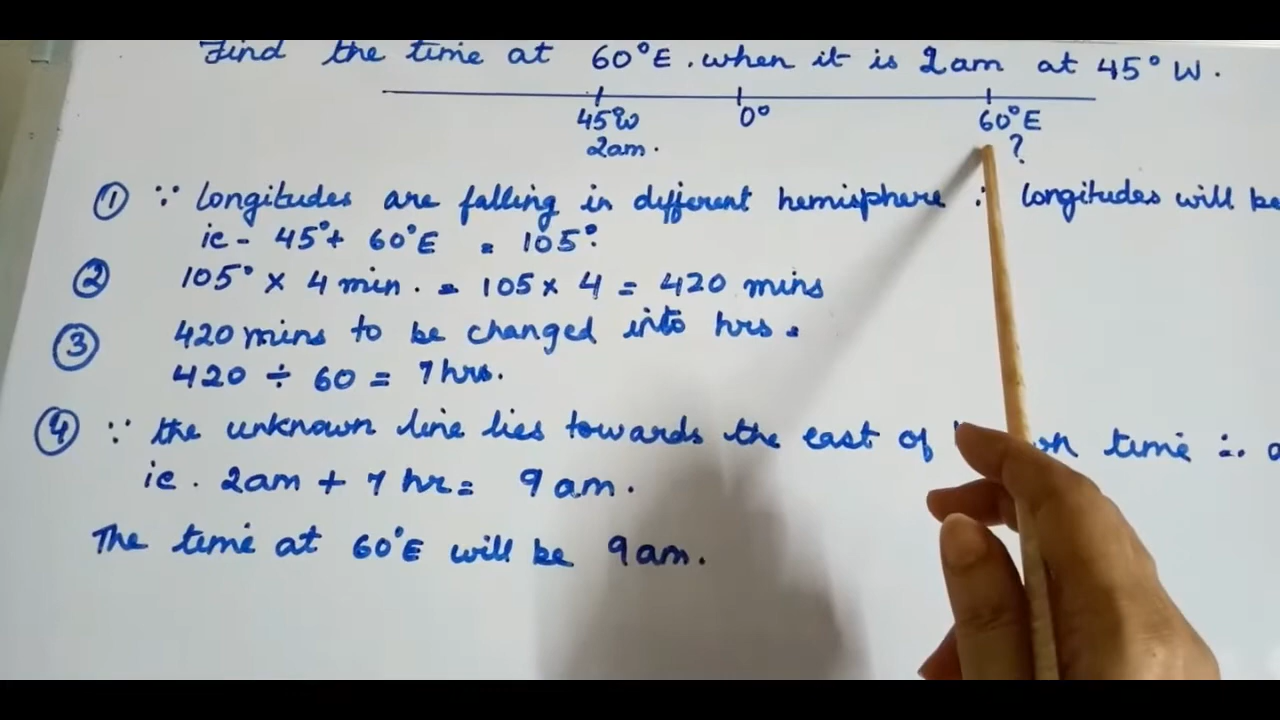 Find the time at 60°E. when it is 2am at 45° W.
45°W 0° 60°E
2am. ?
① ∵ longitudes are falling in different hemisphere ∴ longitudes will be
ie - 45°+ 60°E = 105°.
② 105° × 4 min. = 105 × 4 = 420 mins
③ 420 mins to be changed into hrs.
420 ÷ 60 = 7 hrs.
④ ∵ the unknown line lies towards the east of time ∴
ie. 2am + 7 hr = 9 am.
The time at 60°E will be 9am.